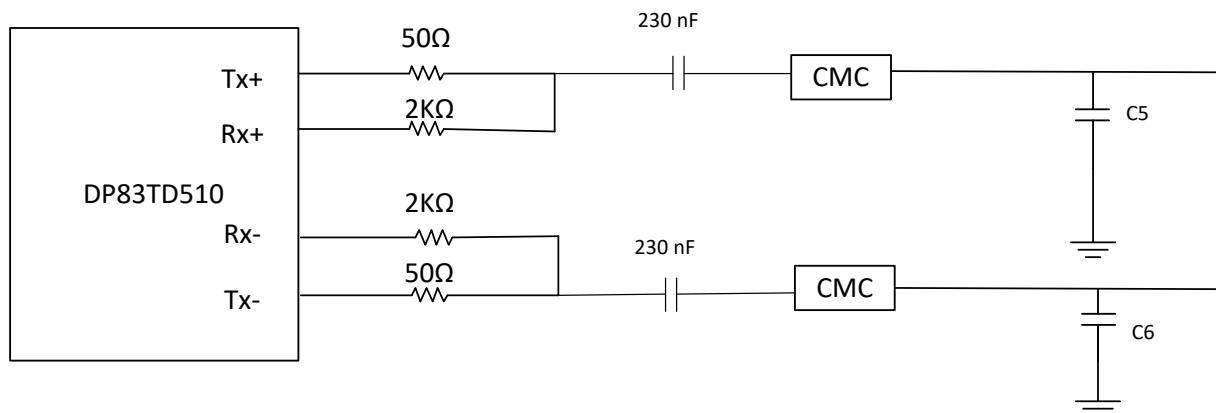 230 nF
50Ω
Tx+
CMC
2KΩ
C5
Rx+
DP83TD510
2KΩ
Rx-
230 nF
50Ω
CMC
Tx-
C6